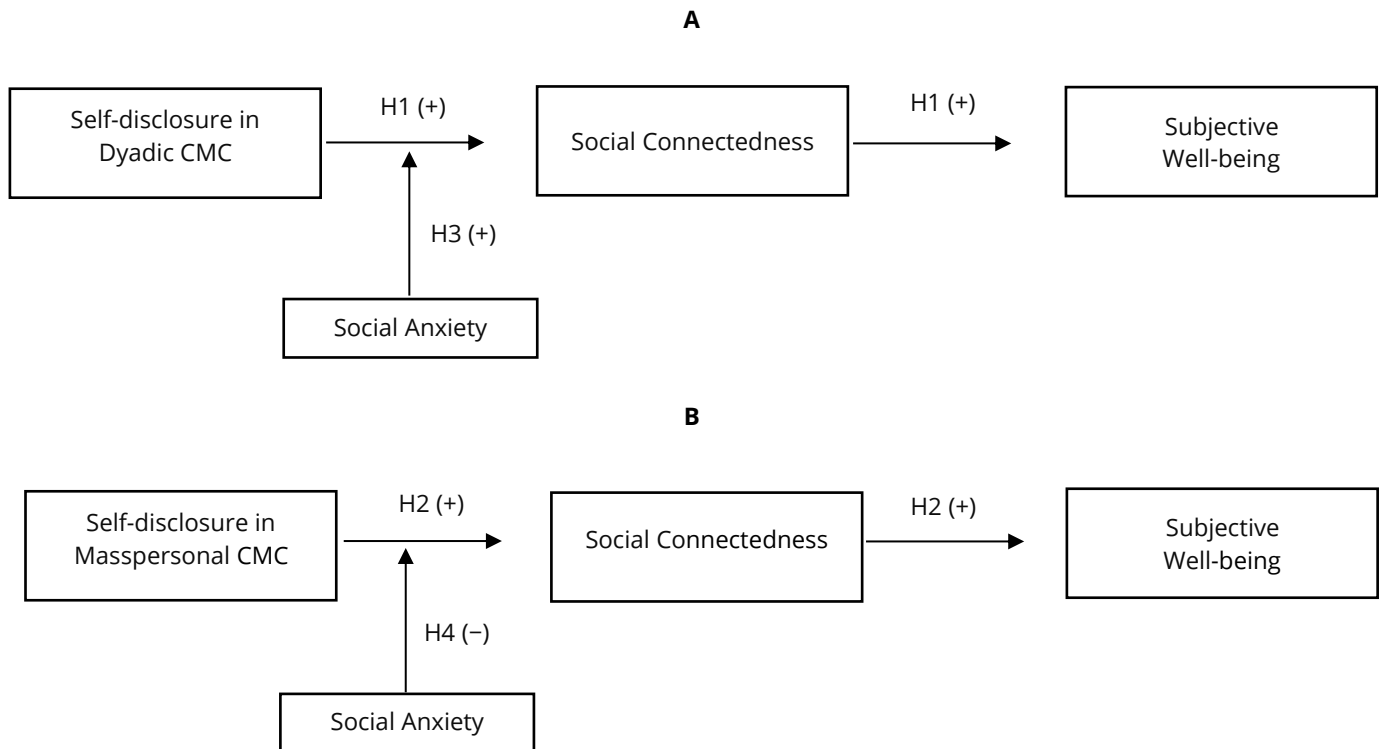 A
H1 (+)
H1 (+)
Self-disclosure in
Dyadic CMC
Social Connectedness
Subjective
Well-being
H3 (+)
Social Anxiety
B
H2 (+)
H2 (+)
Self-disclosure in
Masspersonal CMC
Social Connectedness
Subjective
Well-being
H4 (−)
Social Anxiety